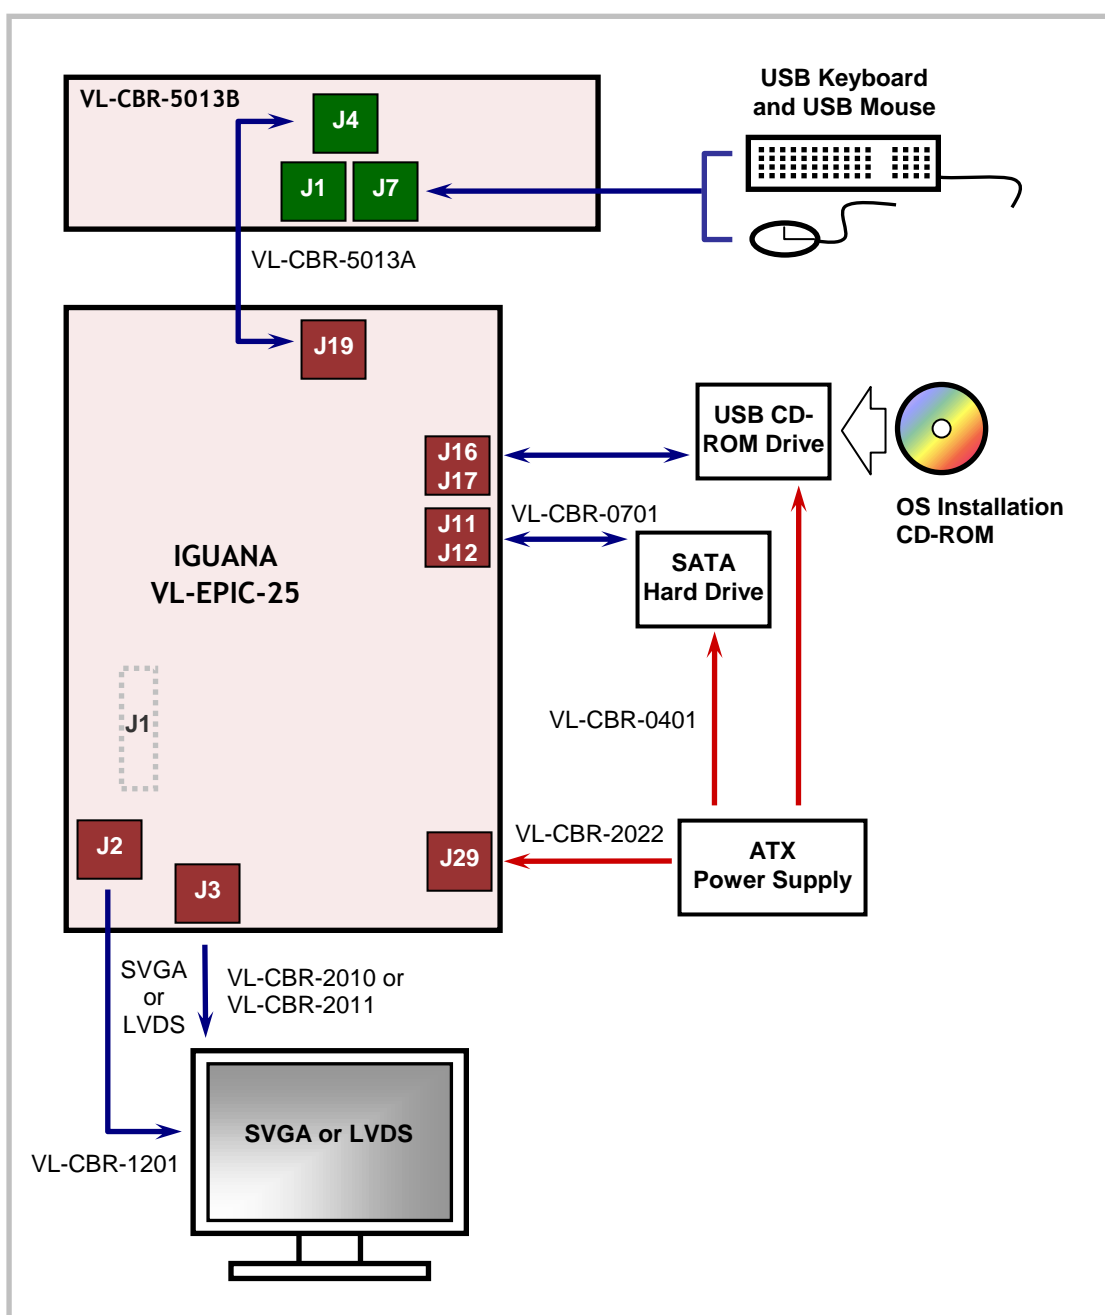 VL-CBR-5013B
J4
J1
J7
USB Keyboard
and USB Mouse
VL-CBR-5013A
J19
J16
J17
J11
J12
VL-CBR-0701
USB CD-
ROM Drive
OS Installation
CD-ROM
SATA
Hard Drive
IGUANA
VL-EPIC-25
J1
VL-CBR-0401
J2
J3
J29
VL-CBR-2022
ATX
Power Supply
SVGA
or
LVDS
VL-CBR-2010 or
VL-CBR-2011
VL-CBR-1201
SVGA or LVDS